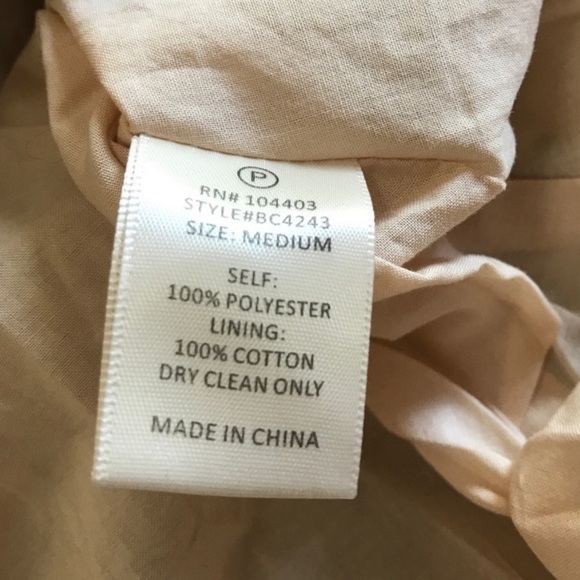 P
RN# 104403
STYLE#BC4243
SIZE: MEDIUM
SELF:
100% POLYESTER
LINING:
100% COTTON
DRY CLEAN ONLY
MADE IN CHINA